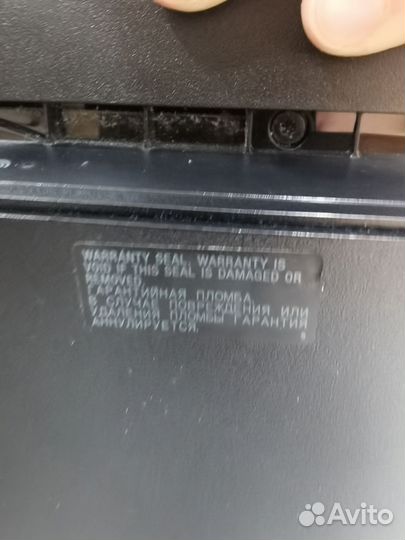 WARRANTY SEAL. WARRANTY IS
VOID IF THIS SEAL IS DAMAGED OR
REMOVED.
ГАРАНТИЙНАЯ ПЛОМБА.
В СЛУЧАЕ ПОВРЕЖДЕНИЯ ИЛИ
УДАЛЕНИЯ ПЛОМБЫ ГАРАНТИЯ
АННУЛИРУЕТСЯ.
Avito